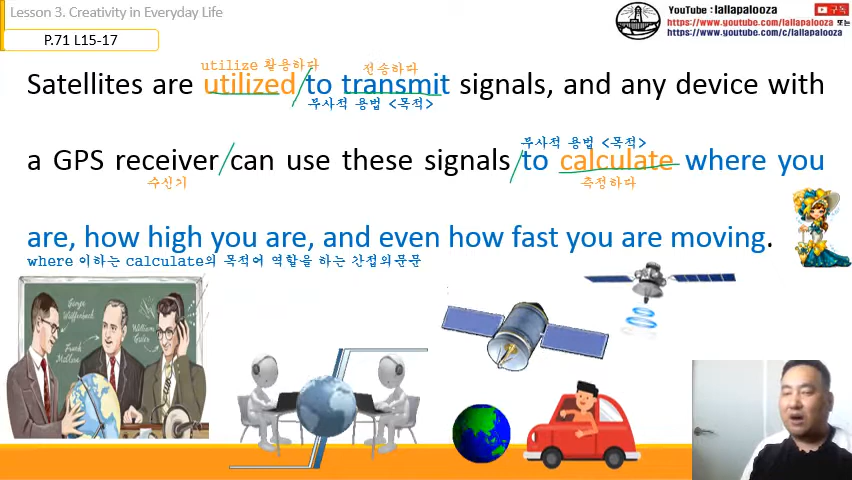 Lesson 3. Creativity in Everyday Life
YouTube : lallapalooza
구독
https://www.youtube.com/lallapalooza 또는
https://www.youtube.com/c/lallapalooza
P.71 L15-17
utilize 활용하다
전송하다
Satellites are utilized to transmit signals, and any device with
부사적 용법 <목적>
부사적 용법 <목적>
a GPS receiver can use these signals to calculate where you
수신기
측정하다
are, how high you are, and even how fast you are moving.
where 이하는 calculate의 목적어 역할을 하는 간접의문문
George
William
Frank